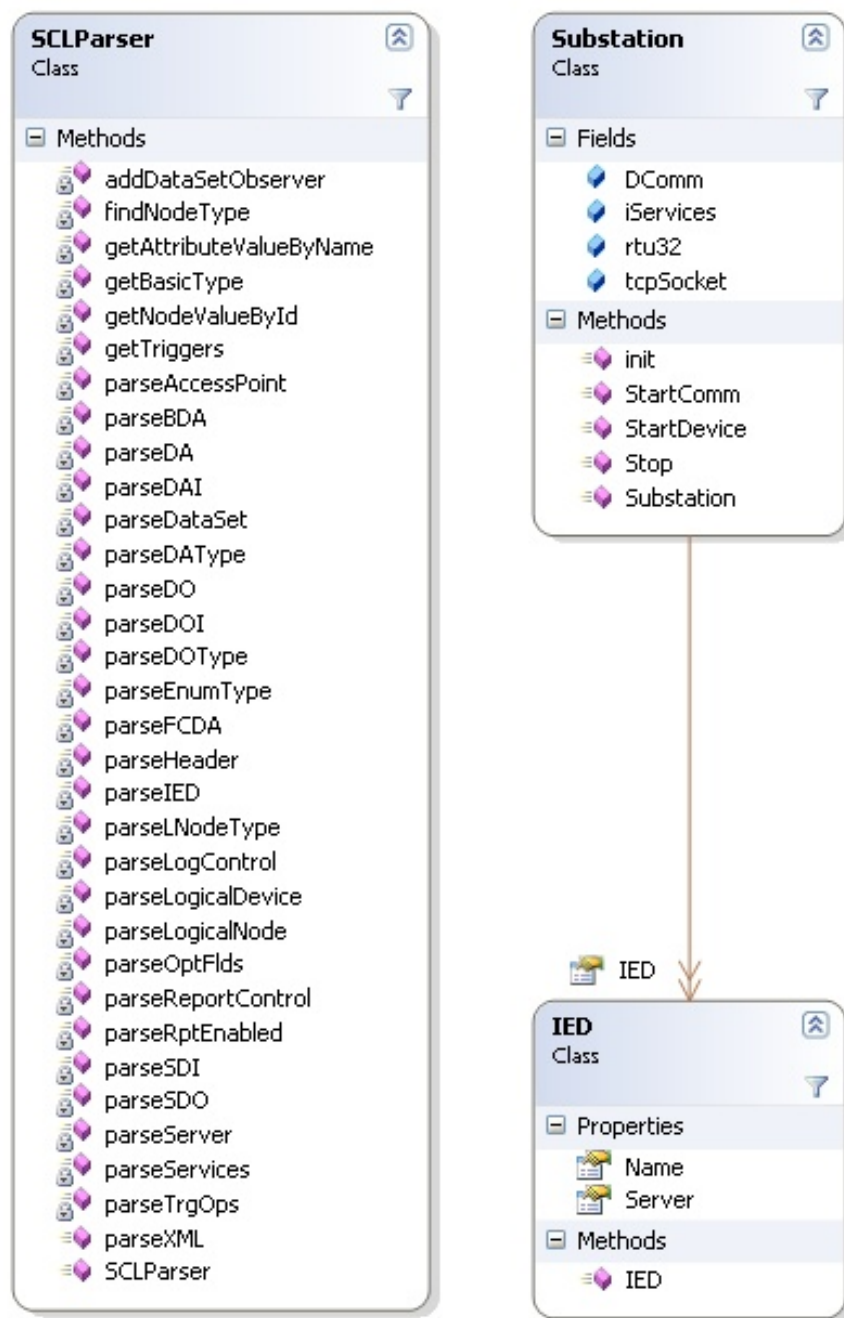 SCLParser
Class
Methods
addDataSetObserver
findNodeType
getAttributeValueByName
getBasicType
getNodeValueById
getTriggers
parseAccessPoint
parseBDA
parseDA
parseDAI
parseDataSet
parseDAType
parseDO
parseDOI
parseDOType
parseEnumType
parseFCDA
parseHeader
parseIED
parseLNodeType
parseLogControl
parseLogicalDevice
parseLogicalNode
parseOptFlds
parseReportControl
parseRptEnabled
parseSDI
parseSDO
parseServer
parseServices
parseTrgOps
parseXML
SCLParser
Substation
Class
Fields
DComm
iServices
rtu32
tcpSocket
Methods
init
StartComm
StartDevice
Stop
Substation
IED
IED
Class
Properties
Name
Server
Methods
IED